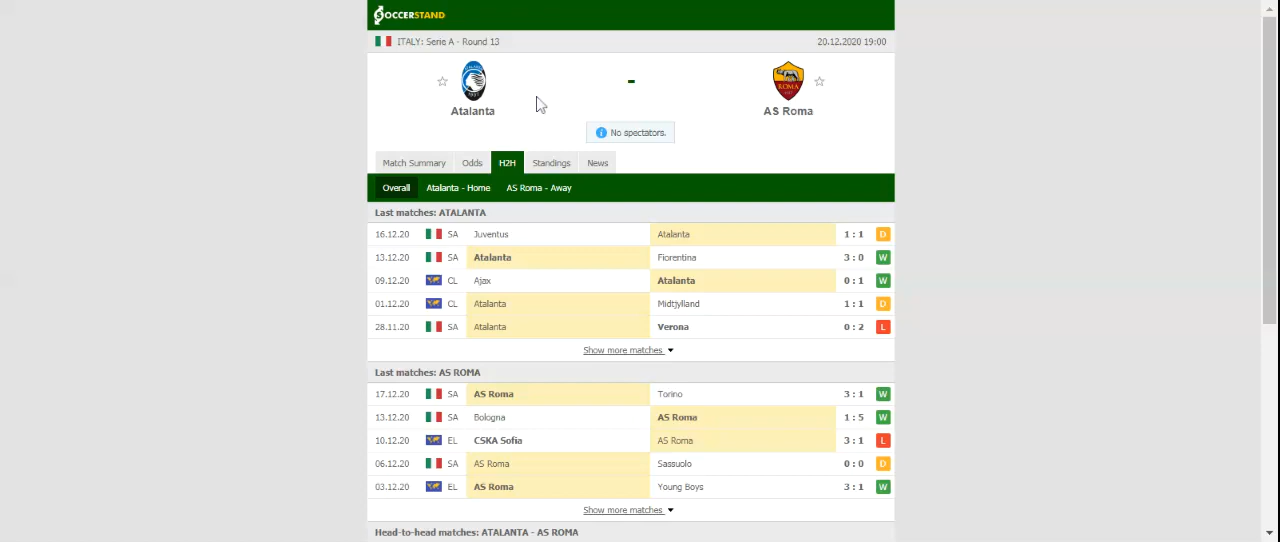 SOCCERSTAND
ITALY: Serie A - Round 13 20.12.2020 19:00
-
Atalanta AS Roma
No spectators.
Match Summary Odds H2H Standings News
Overall Atalanta - Home AS Roma - Away
Last matches: ATALANTA
16.12.20 SA Juventus Atalanta 1 : 1 D
13.12.20 SA Atalanta Fiorentina 3 : 0 W
09.12.20 CL Ajax Atalanta 0 : 1 W
01.12.20 CL Atalanta Midtjylland 1 : 1 D
28.11.20 SA Atalanta Verona 0 : 2 L
Show more matches
Last matches: AS ROMA
17.12.20 SA AS Roma Torino 3 : 1 W
13.12.20 SA Bologna AS Roma 1 : 5 W
10.12.20 EL CSKA Sofia AS Roma 3 : 1 L
06.12.20 SA AS Roma Sassuolo 0 : 0 D
03.12.20 EL AS Roma Young Boys 3 : 1 W
Show more matches
Head-to-head matches: ATALANTA - AS ROMA